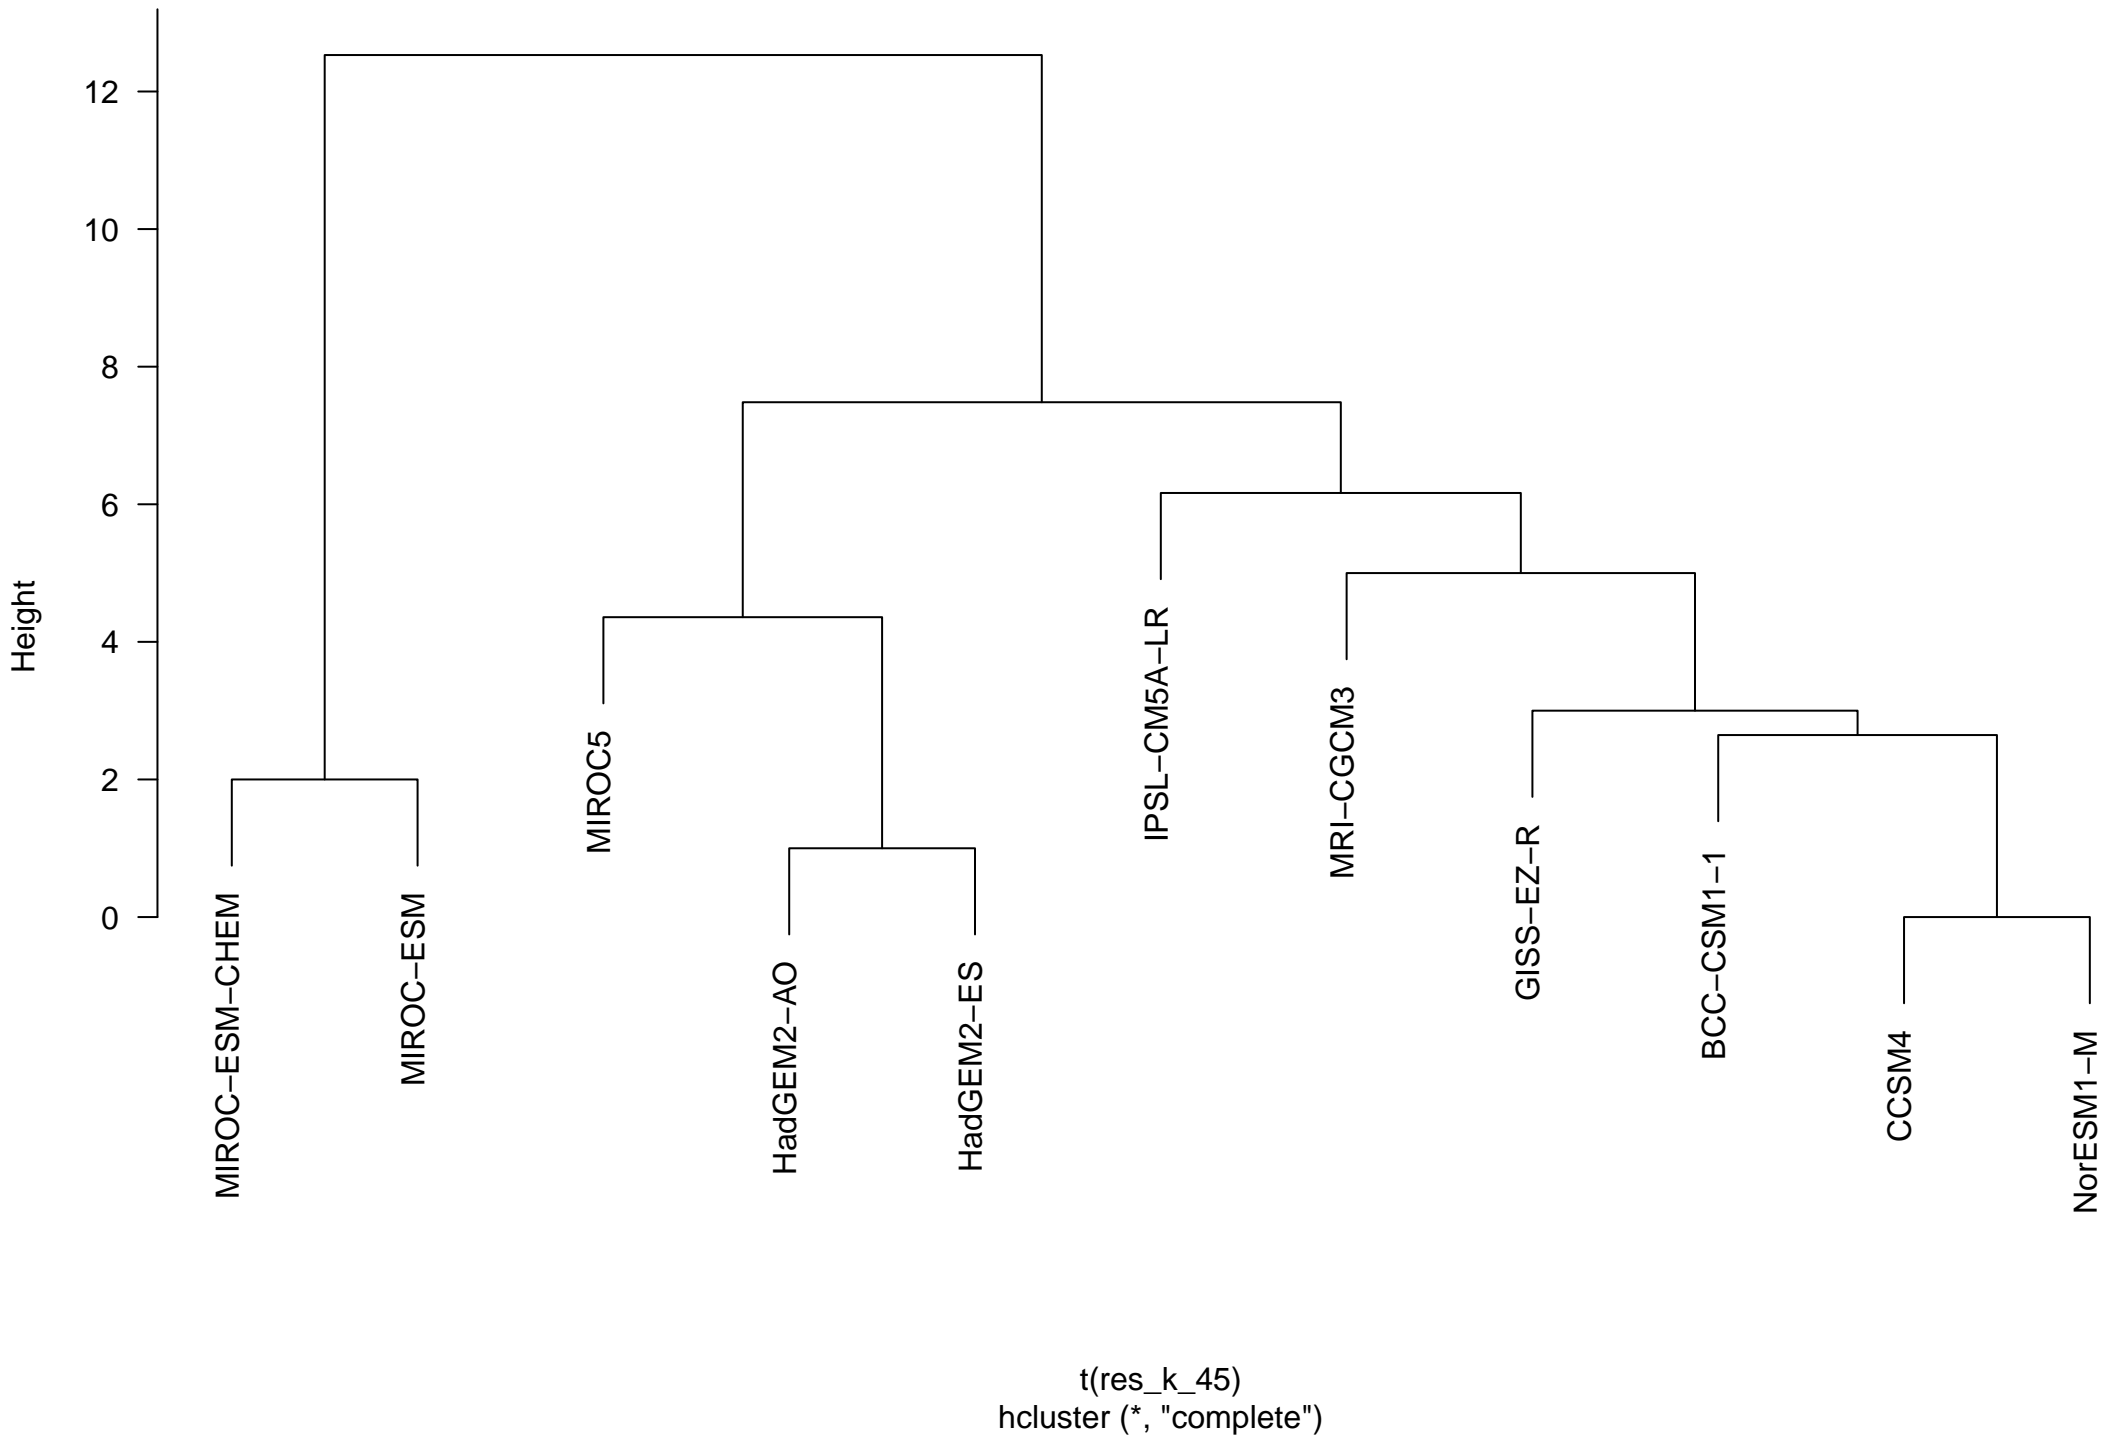 12
10
8
6
4
2
0
Height
MIROC−ESM−CHEM
MIROC−ESM
MIROC5
HadGEM2−AO
HadGEM2−ES
IPSL−CM5A−LR
MRI−CGCM3
GISS−EZ−R
BCC−CSM1−1
CCSM4
NorESM1−M
t(res_k_45)
hcluster (*, "complete")